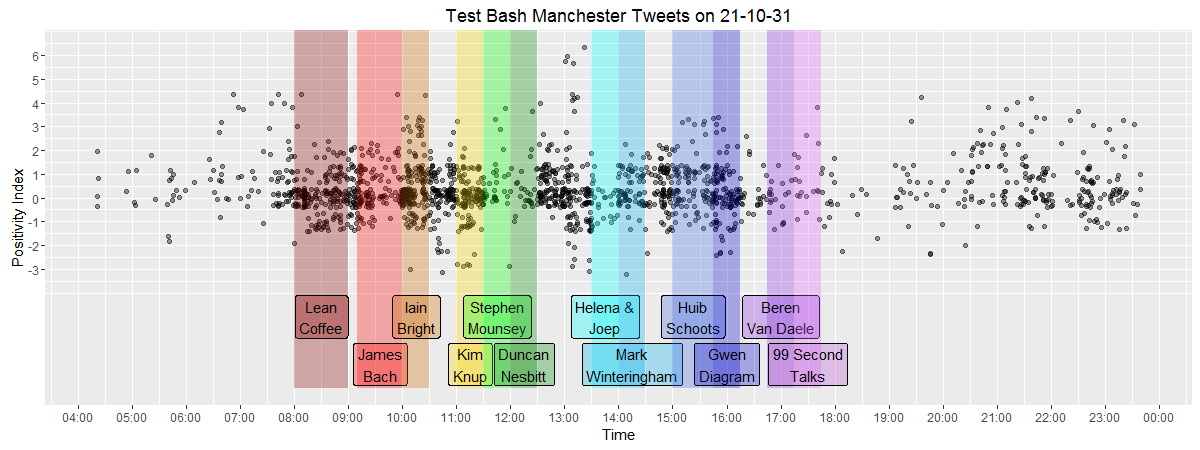 Test Bash Manchester Tweets on 21-10-31
Positivity Index
6
5
4
3
2
1
0
-1
-2
-3
Lean
Coffee
Iain
Bright
Stephen
Mounsey
Helena &
Joep
Huib
Schoots
Beren
Van Daele
James
Bach
Kim
Knup
Duncan
Nesbitt
Mark
Winteringham
Gwen
Diagram
99 Second
Talks
04:00 05:00 06:00 07:00 08:00 09:00 10:00 11:00 12:00 13:00 14:00 15:00 16:00 17:00 18:00 19:00 20:00 21:00 22:00 23:00 00:00
Time